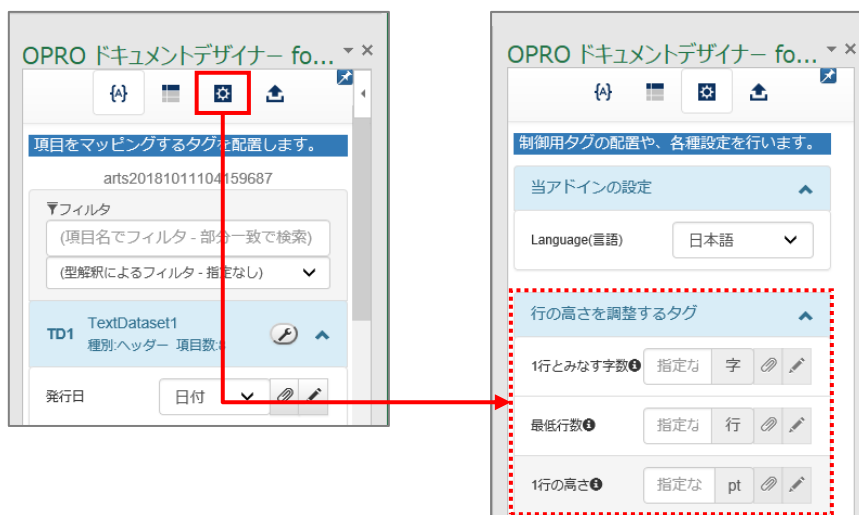 OPRO ドキュメントデザイナー fo...
{A}
項目をマッピングするタグを配置します。
arts20181011104159687
フィルタ
(項目名でフィルタ - 部分一致で検索)
(型解釈によるフィルタ - 指定なし)
TD1
TextDataset1
種別:ヘッダー 項目数:8
発行日
日付
OPRO ドキュメントデザイナー fo...
{A}
制御用タグの配置や、各種設定を行います。
当アドインの設定
Language(言語)
日本語
行の高さを調整するタグ
1行とみなす字数 指定な 字
最低行数 指定な 行
1行の高さ 指定な pt